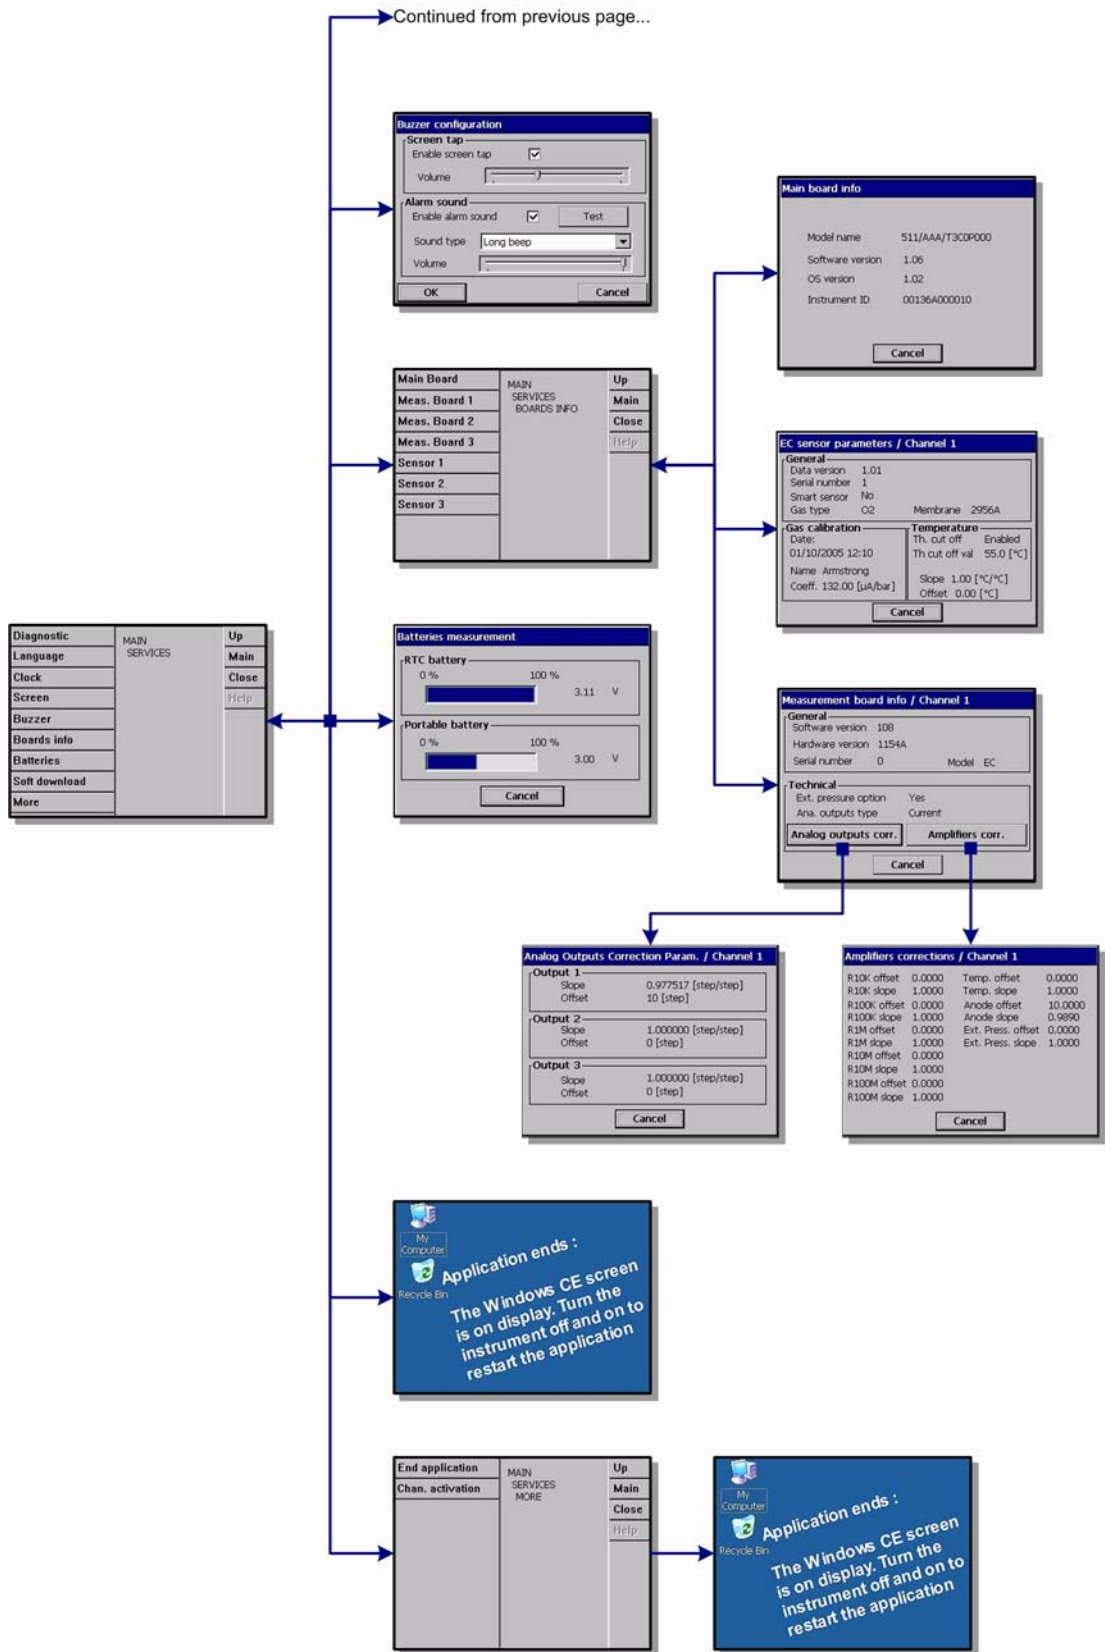 Continued from previous page...
Buzzer configuration
Screen tap
Enable screen tap
Volume
Alarm sound
Enable alarm sound Test
Sound type Long beep
Volume
OK Cancel
Main board info
Model name 511/AAA/T3C0P000
Software version 1.06
OS version 1.02
Instrument ID 00136A000010
Cancel
Main Board
Meas. Board 1
Meas. Board 2
Meas. Board 3
Sensor 1
Sensor 2
Sensor 3
MAIN
SERVICES
BOARDS INFO
Up
Main
Close
Help
EC sensor parameters / Channel 1
General
Data version 1.01
Serial number 1
Smart sensor No
Gas type O2 Membrane 2956A
Gas calibration
Date:
01/10/2005 12:10
Name Armstrong
Coeff. 132.00 [µA/bar]
Temperature
Th. cut off Enabled
Th cut off val 55.0 [°C]
Slope 1.00 [°C/°C]
Offset 0.00 [°C]
Cancel
Diagnostic
Language
Clock
Screen
Buzzer
Boards info
Batteries
Soft download
More
MAIN
SERVICES
Up
Main
Close
Help
Batteries measurement
RTC battery
0 % 100 %
3.11 V
Portable battery
0 % 100 %
3.00 V
Cancel
Measurement board info / Channel 1
General
Software version 108
Hardware version 1154A
Serial number 0 Model EC
Technical
Ext. pressure option Yes
Ana. outputs type Current
Analog outputs corr. Amplifiers corr.
Cancel
Analog Outputs Correction Param. / Channel 1
Output 1
Slope 0.977517 [step/step]
Offset 10 [step]
Output 2
Slope 1.000000 [step/step]
Offset 0 [step]
Output 3
Slope 1.000000 [step/step]
Offset 0 [step]
Cancel
Amplifiers corrections / Channel 1
R10K offset 0.0000 Temp. offset 0.0000
R10K slope 1.0000 Temp. slope 1.0000
R100K offset 0.0000 Anode offset 10.0000
R100K slope 1.0000 Anode slope 0.9890
R1M offset 0.0000 Ext. Press. offset 0.0000
R1M slope 1.0000 Ext. Press. slope 1.0000
R10M offset 0.0000
R10M slope 1.0000
R100M offset 0.0000
R100M slope 1.0000
Cancel
My
Computer
Recycle Bin
Application ends :
The Windows CE screen
is on display. Turn the
instrument off and on to
restart the application
End application
Chan. activation
MAIN
SERVICES
MORE
Up
Main
Close
Help
My
Computer
Recycle Bin
Application ends :
The Windows CE screen
is on display. Turn the
instrument off and on to
restart the application